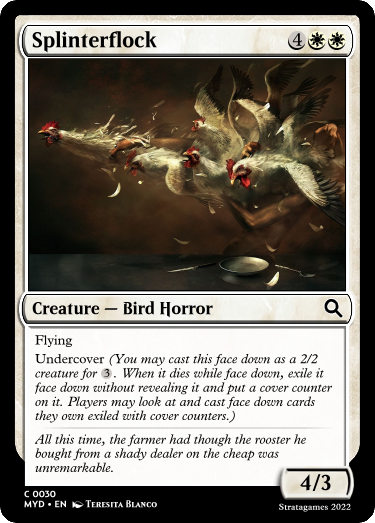 Splinterflock 4
Creature — Bird Horror
Flying
Undercover (You may cast this face down as a 2/2
creature for 3. When it dies while face down, exile it
face down without revealing it and put a cover counter
on it. Players may look at and cast face down cards
they own exiled with cover counters.)
All this time, the farmer had though the rooster he
bought from a shady dealer on the cheap was
unremarkable.
4/3
C 0030
MYD • EN Teresita Blanco
Stratagames 2022